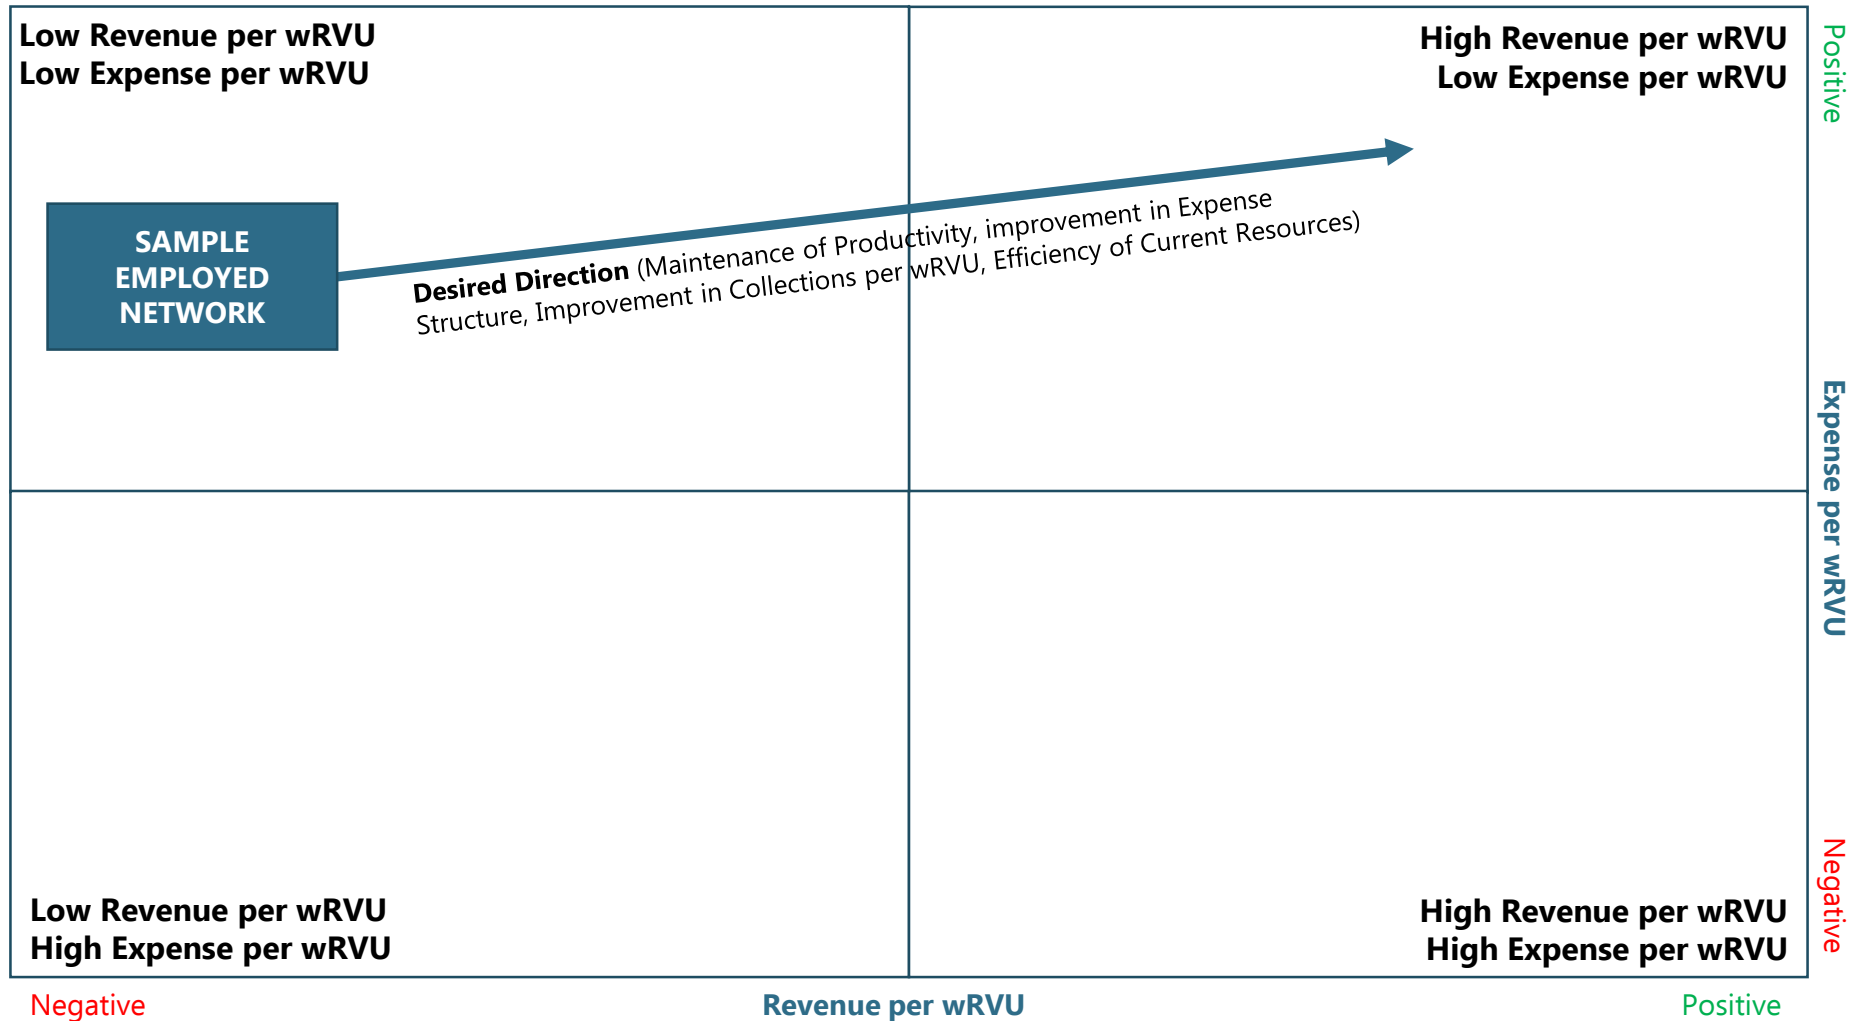 Low Revenue per wRVU
Low Expense per wRVU
High Revenue per wRVU
Low Expense per wRVU
Positive
SAMPLE
EMPLOYED
NETWORK
Desired Direction (Maintenance of Productivity, improvement in Expense
Structure, Improvement in Collections per wRVU, Efficiency of Current Resources)
Expense per wRVU
Low Revenue per wRVU
High Expense per wRVU
High Revenue per wRVU
High Expense per wRVU
Negative
Negative
Revenue per wRVU
Positive